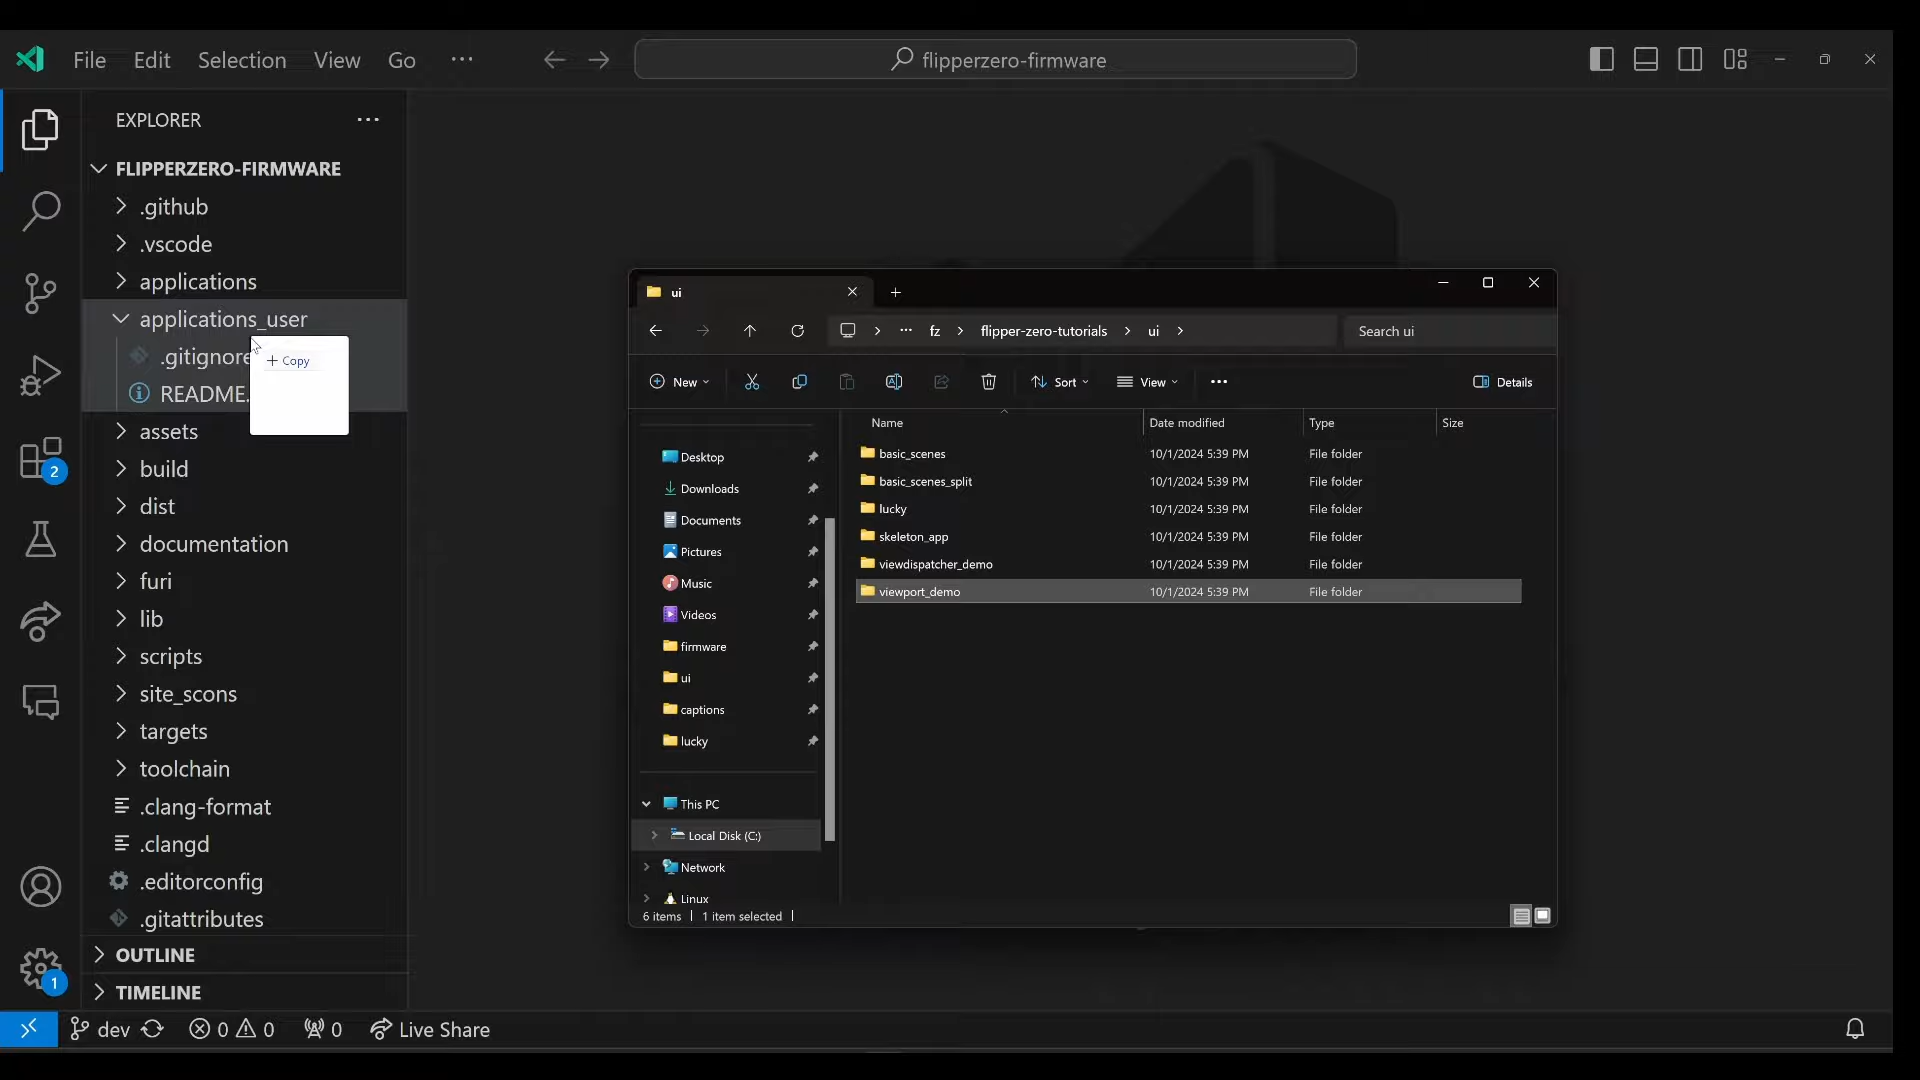 File Edit Selection View Go ···
flipperzero-firmware
EXPLORER
FLIPPERZERO-FIRMWARE
.github
.vscode
applications
applications_user
.gitignore
README.
assets
build
dist
documentation
furi
lib
scripts
site_scons
targets
toolchain
.clang-format
.clangd
.editorconfig
.gitattributes
OUTLINE
TIMELINE
2
1
+ Copy
ui
··· fz > flipper-zero-tutorials > ui >
Search ui
New
Sort
View
Details
Name Date modified Type Size
basic_scenes 10/1/2024 5:39 PM File folder
basic_scenes_split 10/1/2024 5:39 PM File folder
lucky 10/1/2024 5:39 PM File folder
skeleton_app 10/1/2024 5:39 PM File folder
viewdispatcher_demo 10/1/2024 5:39 PM File folder
viewport_demo 10/1/2024 5:39 PM File folder
Desktop
Downloads
Documents
Pictures
Music
Videos
firmware
ui
captions
lucky
This PC
Local Disk (C:)
Network
Linux
6 items | 1 item selected |
dev 0 0 0 Live Share